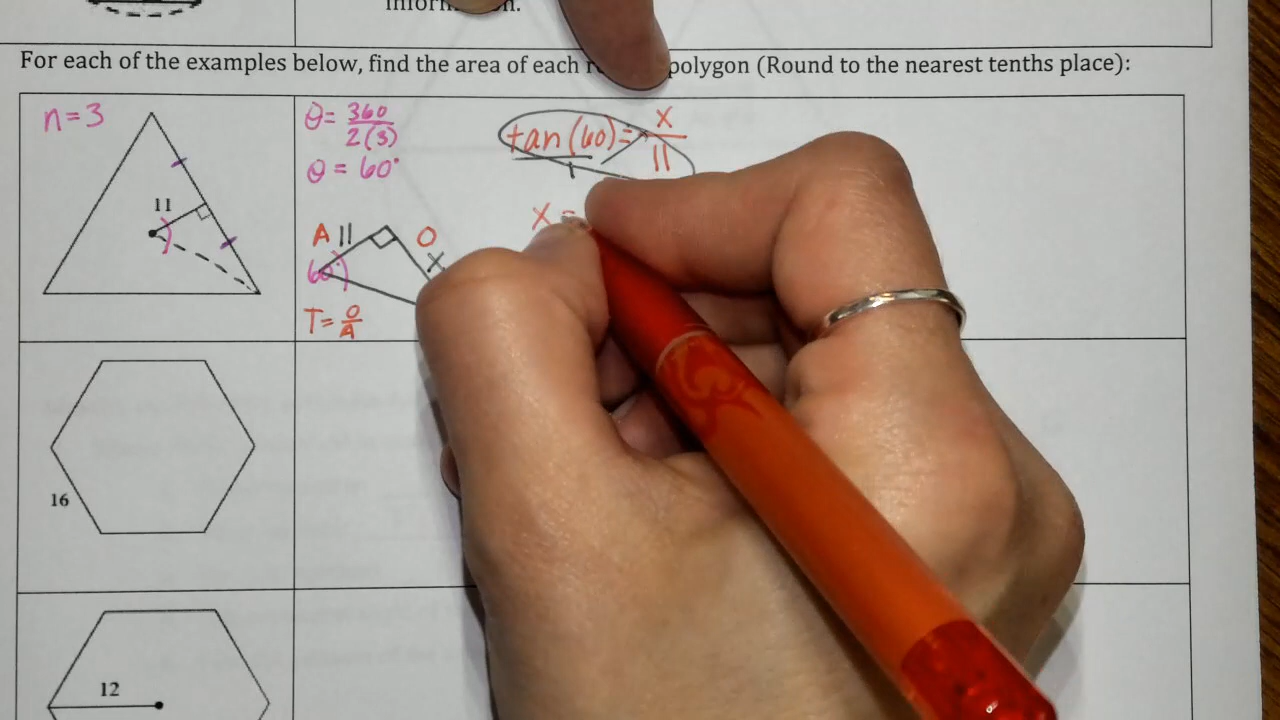 For each of the examples below, find the area of each polygon (Round to the nearest tenths place):
n=3
11
θ= 360
2(3)
θ = 60°
tan(60)= x
1 11
x =
A 11 O
60° x
T= O
A
16
12